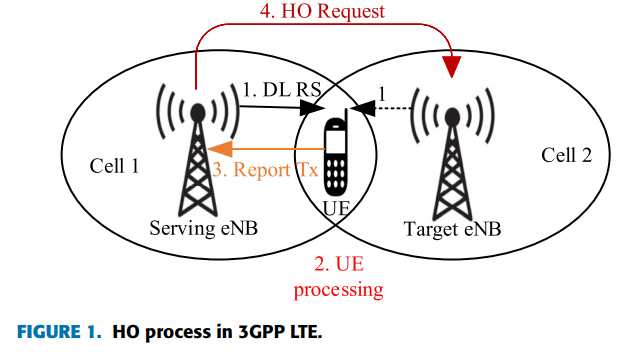 4. HO Request
1. DL RS
1
Cell 1
Cell 2
3. Report Tx
UE
Serving eNB
Target eNB
2. UE
processing
FIGURE 1. HO process in 3GPP LTE.